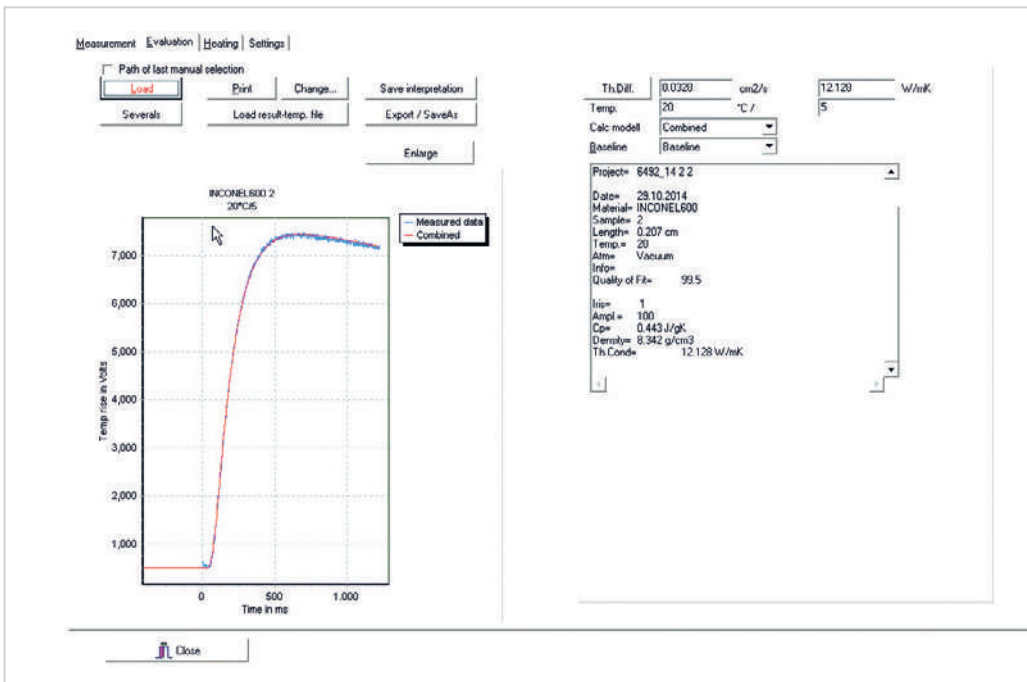 Measurement Evaluation Heating Settings
Path of last manual selection
Load Print Change... Save interpretation
Severals Load result-temp. file Export / SaveAs
Enlarge
Th.Diff. 0.0328 cm2/s 12.128 W/mK
Temp. 20 °C / 5
Calc modell Combined
Baseline Baseline
Project= 6492_14 2 2
Date= 29.10.2014
Material= INCONEL600
Sample= 2
Length= 0.207 cm
Temp.= 20
Atm= Vacuum
Info=
Quality of Fit= 99.5
Iris= 1
Ampl.= 100
Cp= 0.443 J/gK
Density= 8.342 g/cm3
Th.Cond= 12.128 W/mK
INCONEL600 2
20°C/5
Measured data
Combined
Temp rise in Volts
7,000
6,000
5,000
4,000
3,000
2,000
1,000
0 500 1.000
Time in ms
Close